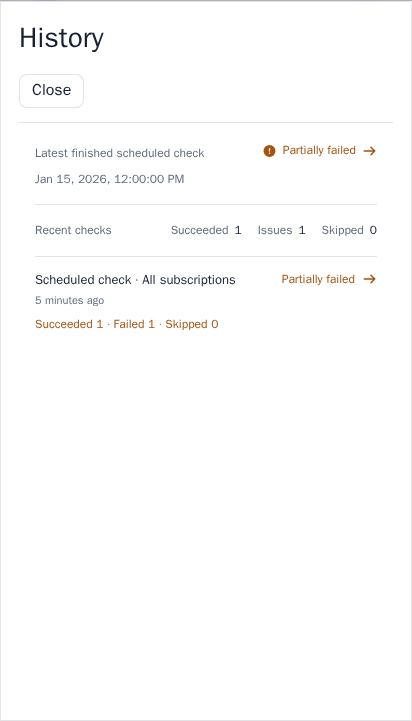 History
Close
Latest finished scheduled check
Partially failed
Jan 15, 2026, 12:00:00 PM
Recent checks Succeeded 1 Issues 1 Skipped 0
Scheduled check · All subscriptions
Partially failed
5 minutes ago
Succeeded 1 · Failed 1 · Skipped 0